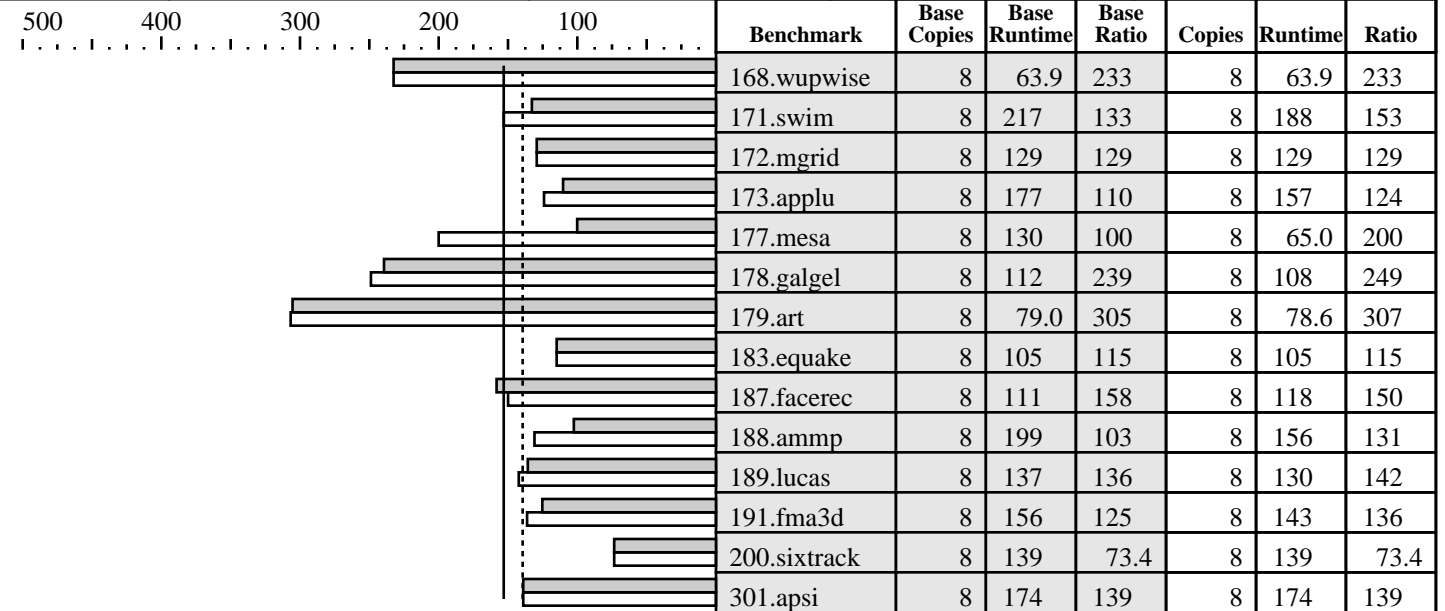 500 400 300 200 100
Benchmark Base Copies Base Runtime Base Ratio Copies Runtime Ratio
168.wupwise 8 63.9 233 8 63.9 233
171.swim 8 217 133 8 188 153
172.mgrid 8 129 129 8 129 129
173.applu 8 177 110 8 157 124
177.mesa 8 130 100 8 65.0 200
178.galgel 8 112 239 8 108 249
179.art 8 79.0 305 8 78.6 307
183.equake 8 105 115 8 105 115
187.facerec 8 111 158 8 118 150
188.ammp 8 199 103 8 156 131
189.lucas 8 137 136 8 130 142
191.fma3d 8 156 125 8 143 136
200.sixtrack 8 139 73.4 8 139 73.4
301.apsi 8 174 139 8 174 139